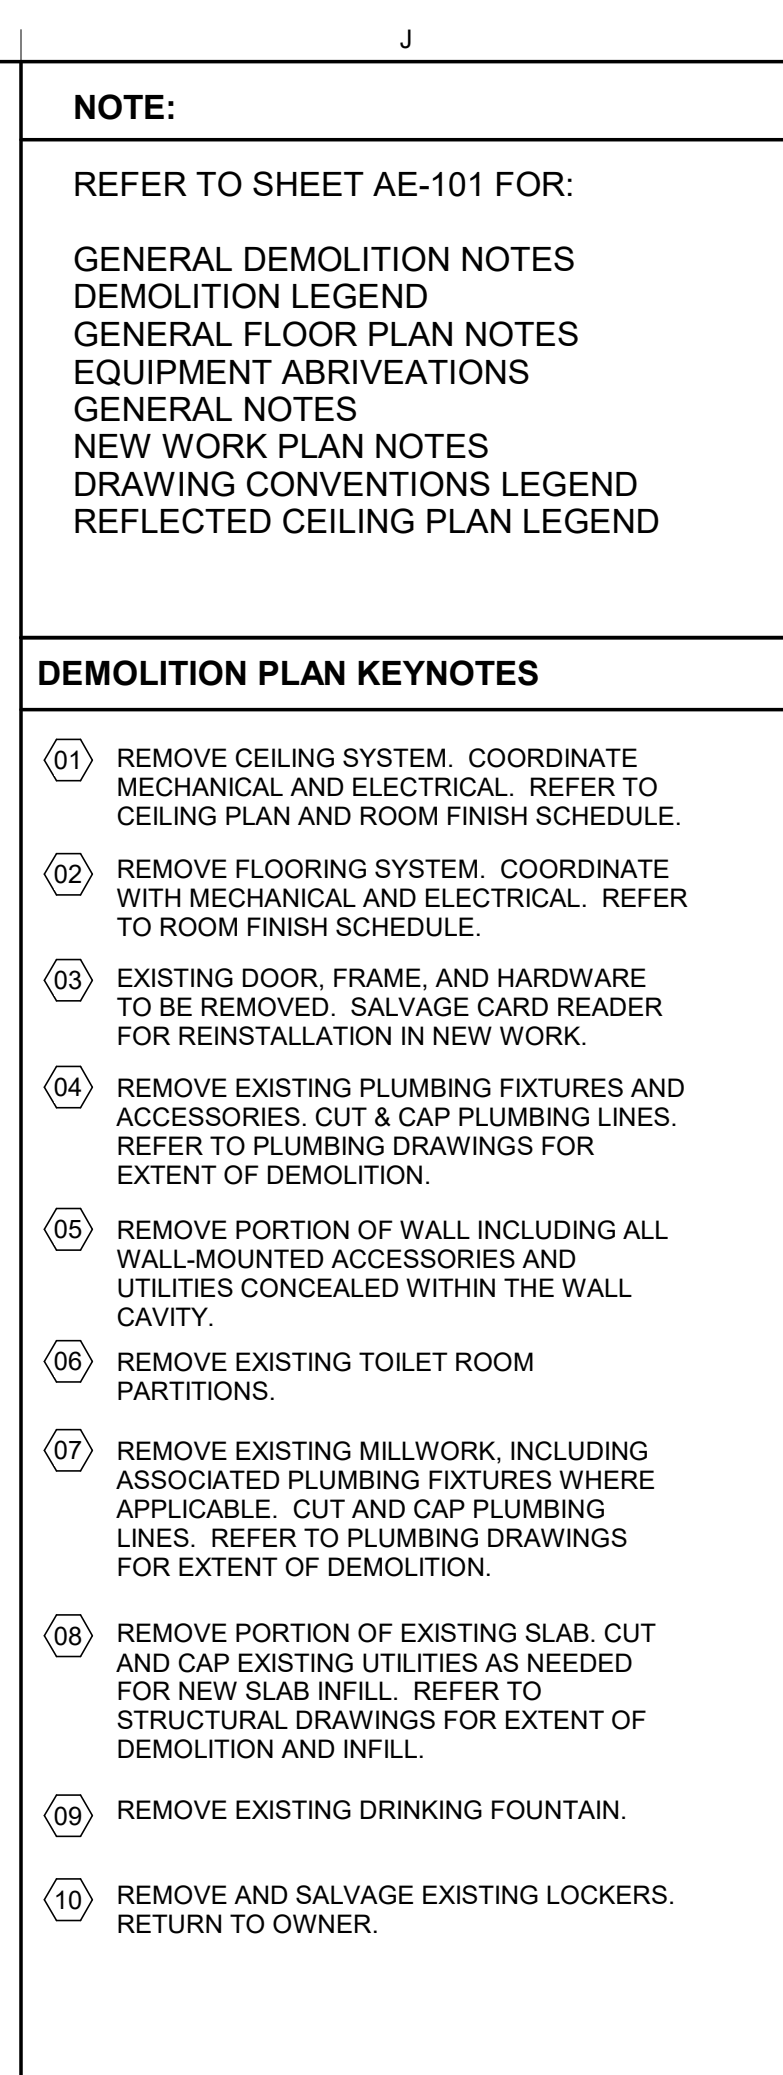 J
NOTE:
REFER TO SHEET AE-101 FOR:
GENERAL DEMOLITION NOTES
DEMOLITION LEGEND
GENERAL FLOOR PLAN NOTES
EQUIPMENT ABRIVEATIONS
GENERAL NOTES
NEW WORK PLAN NOTES
DRAWING CONVENTIONS LEGEND
REFLECTED CEILING PLAN LEGEND
DEMOLITION PLAN KEYNOTES
01 REMOVE CEILING SYSTEM. COORDINATE
MECHANICAL AND ELECTRICAL. REFER TO
CEILING PLAN AND ROOM FINISH SCHEDULE.
02 REMOVE FLOORING SYSTEM. COORDINATE
WITH MECHANICAL AND ELECTRICAL. REFER
TO ROOM FINISH SCHEDULE.
03 EXISTING DOOR, FRAME, AND HARDWARE
TO BE REMOVED. SALVAGE CARD READER
FOR REINSTALLATION IN NEW WORK.
04 REMOVE EXISTING PLUMBING FIXTURES AND
ACCESSORIES. CUT & CAP PLUMBING LINES.
REFER TO PLUMBING DRAWINGS FOR
EXTENT OF DEMOLITION.
05 REMOVE PORTION OF WALL INCLUDING ALL
WALL-MOUNTED ACCESSORIES AND
UTILITIES CONCEALED WITHIN THE WALL
CAVITY.
06 REMOVE EXISTING TOILET ROOM
PARTITIONS.
07 REMOVE EXISTING MILLWORK, INCLUDING
ASSOCIATED PLUMBING FIXTURES WHERE
APPLICABLE. CUT AND CAP PLUMBING
LINES. REFER TO PLUMBING DRAWINGS
FOR EXTENT OF DEMOLITION.
08 REMOVE PORTION OF EXISTING SLAB. CUT
AND CAP EXISTING UTILITIES AS NEEDED
FOR NEW SLAB INFILL. REFER TO
STRUCTURAL DRAWINGS FOR EXTENT OF
DEMOLITION AND INFILL.
09 REMOVE EXISTING DRINKING FOUNTAIN.
10 REMOVE AND SALVAGE EXISTING LOCKERS.
RETURN TO OWNER.